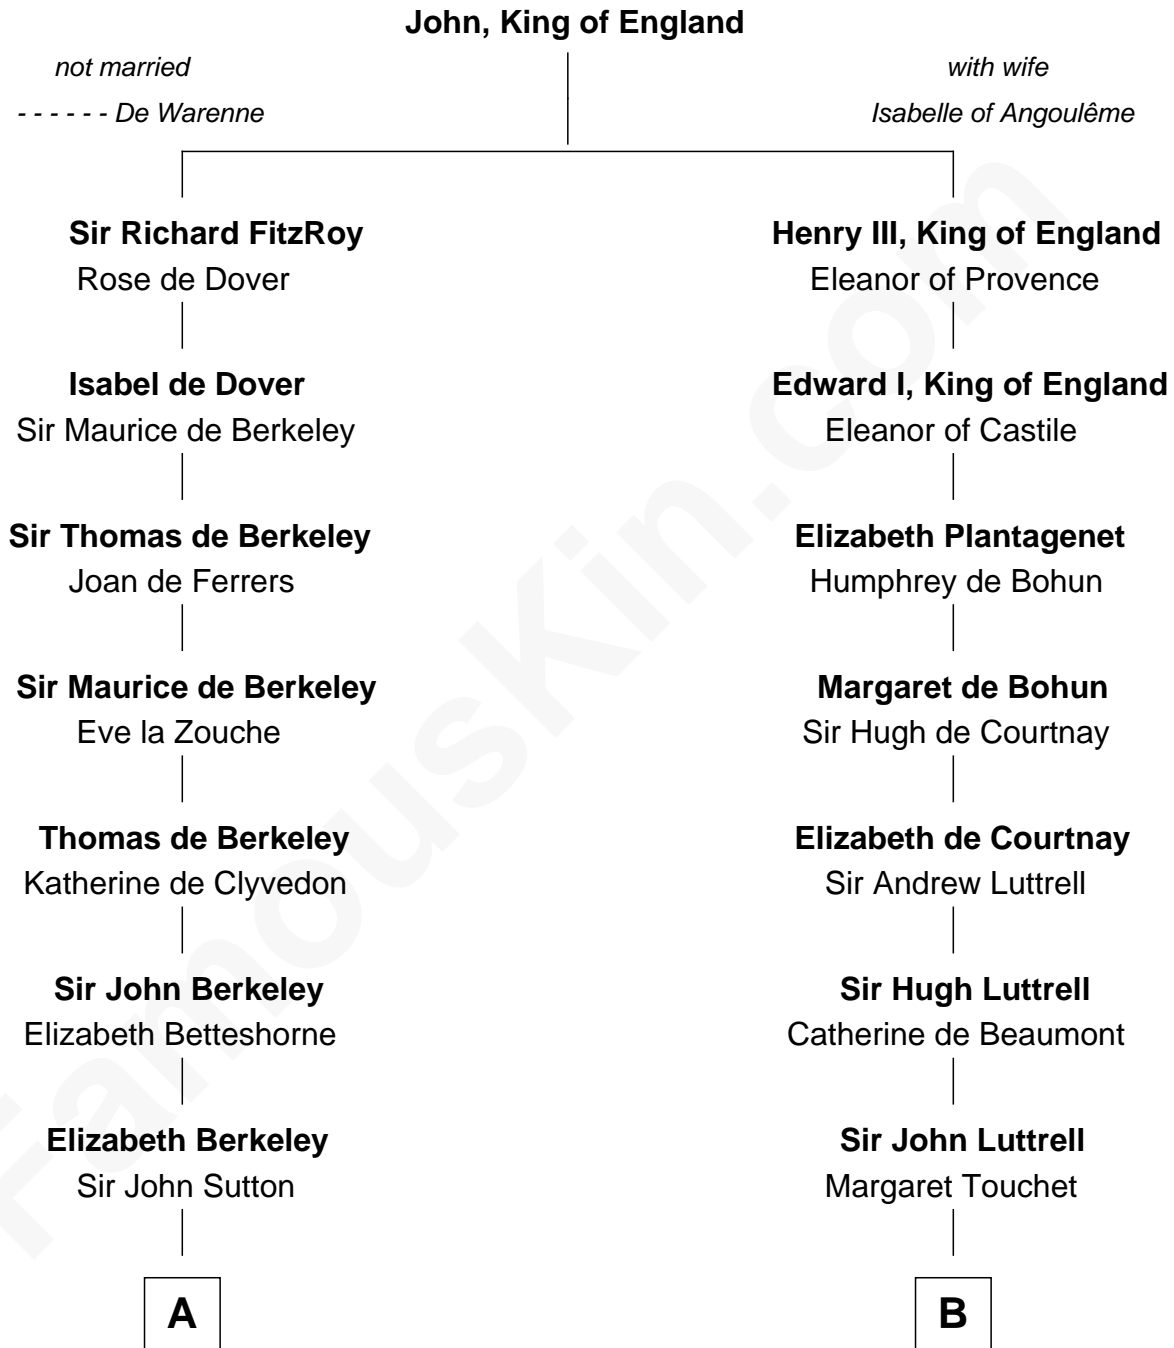 John, King of England
not married
with wife
- - - - - - De Warenne
Isabelle of Angoulême
Sir Richard FitzRoy
Rose de Dover
Henry III, King of England
Eleanor of Provence
Isabel de Dover
Sir Maurice de Berkeley
Edward I, King of England
Eleanor of Castile
Sir Thomas de Berkeley
Joan de Ferrers
Elizabeth Plantagenet
Humphrey de Bohun
Sir Maurice de Berkeley
Eve la Zouche
Margaret de Bohun
Sir Hugh de Courtnay
Thomas de Berkeley
Katherine de Clyvedon
Elizabeth de Courtnay
Sir Andrew Luttrell
Sir John Berkeley
Elizabeth Betteshorne
Sir Hugh Luttrell
Catherine de Beaumont
Elizabeth Berkeley
Sir John Sutton
Sir John Luttrell
Margaret Touchet
A
B
FamousKin.com